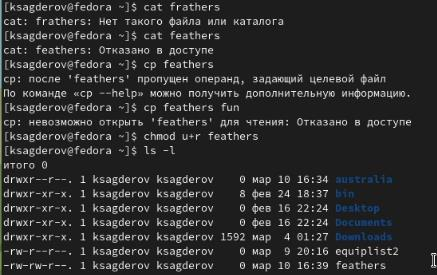 [ksagderov@fedora ~]$ cat frathers
cat: frathers: Нет такого файла или каталога
[ksagderov@fedora ~]$ cat feathers
cat: feathers: Отказано в доступе
[ksagderov@fedora ~]$ cp feathers
cp: после 'feathers' пропущен операнд, задающий целевой файл
По команде «cp --help» можно получить дополнительную информацию.
[ksagderov@fedora ~]$ cp feathers fun
cp: невозможно открыть 'feathers' для чтения: Отказано в доступе
[ksagderov@fedora ~]$ chmod u+r feathers
[ksagderov@fedora ~]$ ls -l
итого 0
drwxr--r--. 1 ksagderov ksagderov    0 мар 10 16:34 australia
drwxr-xr-x. 1 ksagderov ksagderov    8 фев 24 18:37 bin
drwxr-xr-x. 1 ksagderov ksagderov    0 фев 16 22:24 Desktop
drwxr-xr-x. 1 ksagderov ksagderov    0 фев 16 22:24 Documents
drwxr-xr-x. 1 ksagderov ksagderov 1592 мар  4 01:27 Downloads
-rw-r--r--. 1 ksagderov ksagderov    0 мар  9 20:16 equiplist2
-rw-rw-r--. 1 ksagderov ksagderov    0 мар 10 16:39 feathers